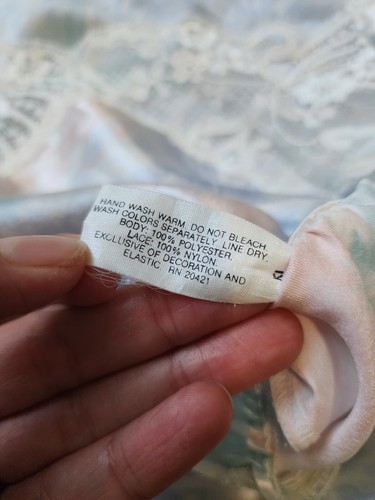 HAND WASH WARM. DO NOT BLEACH.
WASH COLORS SEPARATELY. LINE DRY.
BODY: 100% POLYESTER.
LACE: 100% NYLON.
EXCLUSIVE OF DECORATION AND
ELASTIC. RN 20421